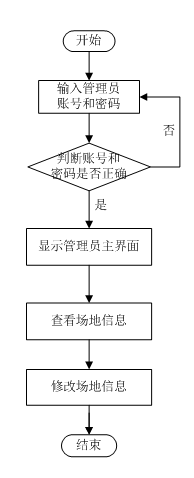 开始
输入管理员
账号和密码
否
判断账号和
密码是否正确
是
显示管理员主界面
查看场地信息
修改场地信息
结束